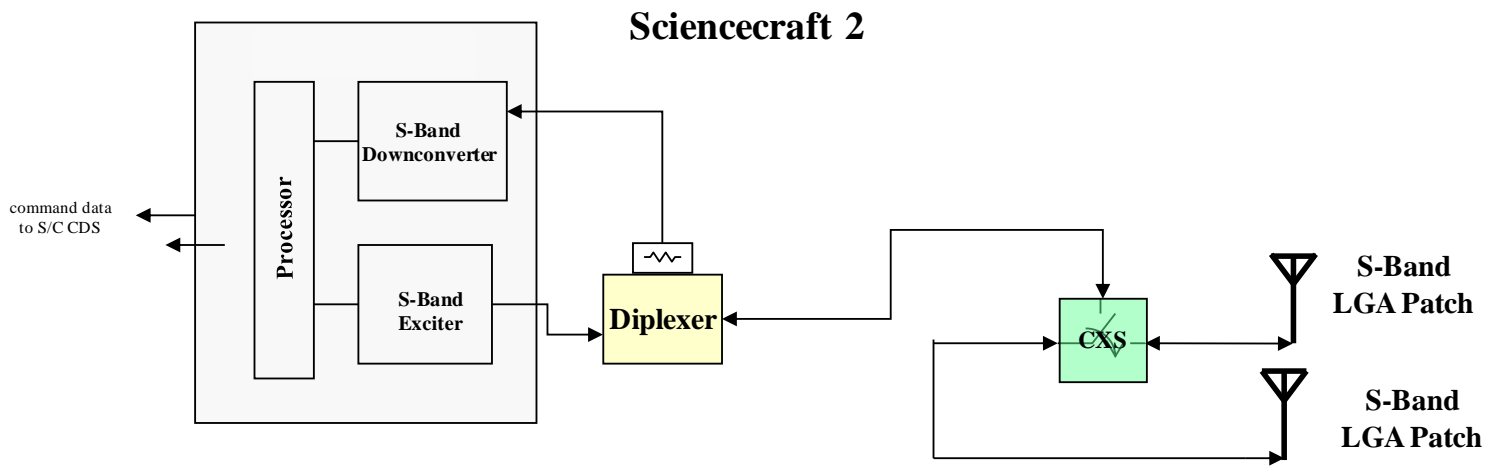 Sciencecraft 2
S-Band
Downconverter
Processor
command data
to S/C CDS
S-Band
Exciter
Diplexer
CXS
S-Band
LGA Patch
S-Band
LGA Patch